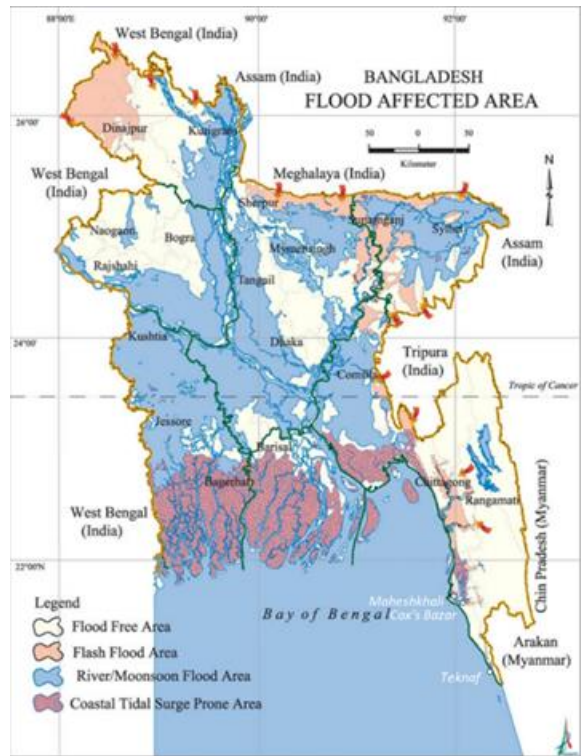 88°00'E
90°00'
92°00'
West Bengal (India)
Assam (India)
BANGLADESH
FLOOD AFFECTED AREA
26°00'
Dinajpur
Kurigram
50
0
50
Kilometer
N
S
West Bengal
(India)
Meghalaya (India)
Sherpur
Sunamganj
Naogaon
Bogra
Mymensingh
Sylhet
Assam
(India)
Rajshahi
Tangail
24°00'
Kushtia
Dhaka
Tripura
(India)
Comilla
Tropic of Cancer
Jessore
Barisal
Bagerhat
Chittagong
Rangamati
West Bengal
(India)
Chin Pradesh (Myanmar)
22°00'N
Legend
Flood Free Area
Flash Flood Area
River/Moonsoon Flood Area
Coastal Tidal Surge Prone Area
Bay of Bengal
Maheshkhali
Cox's Bazar
Arakan
(Myanmar)
Teknaf